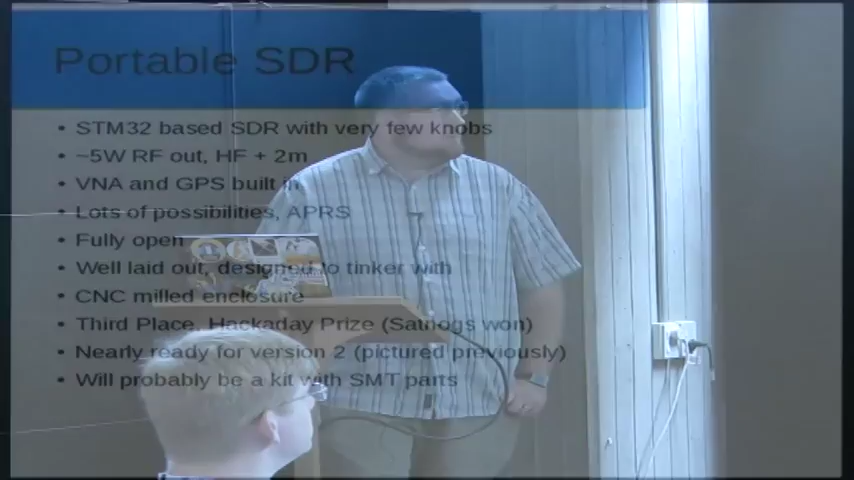 Portable SDR
• STM32 based SDR with very few knobs
• ~5W RF out, HF + 2m
• VNA and GPS built in
• Lots of possibilities, APRS
• Fully open
• Well laid out, designed to tinker with
• CNC milled enclosure
• Third Place, Hackaday Prize (Satnogs won)
• Nearly ready for version 2 (pictured previously)
• Will probably be a kit with SMT parts